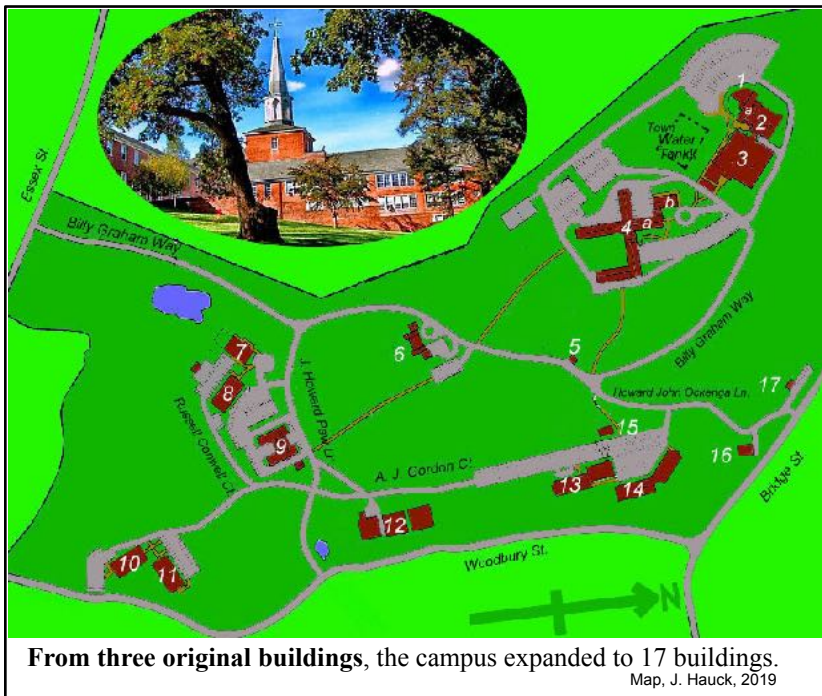 Essex St.
Billy Graham Way
1
a
2
Town
Water
Tank
3
b
4
a
Billy Graham Way
5
6
7
8
9
J. Howard Pew Ln
Russell Conwell Ct.
Howard John Ockenga Ln.
17
16
15
A. J. Gordon Ct.
13
14
12
10
11
Woodbury St.
Bridge St.
N
From three original buildings, the campus expanded to 17 buildings.
Map, J. Hauck, 2019